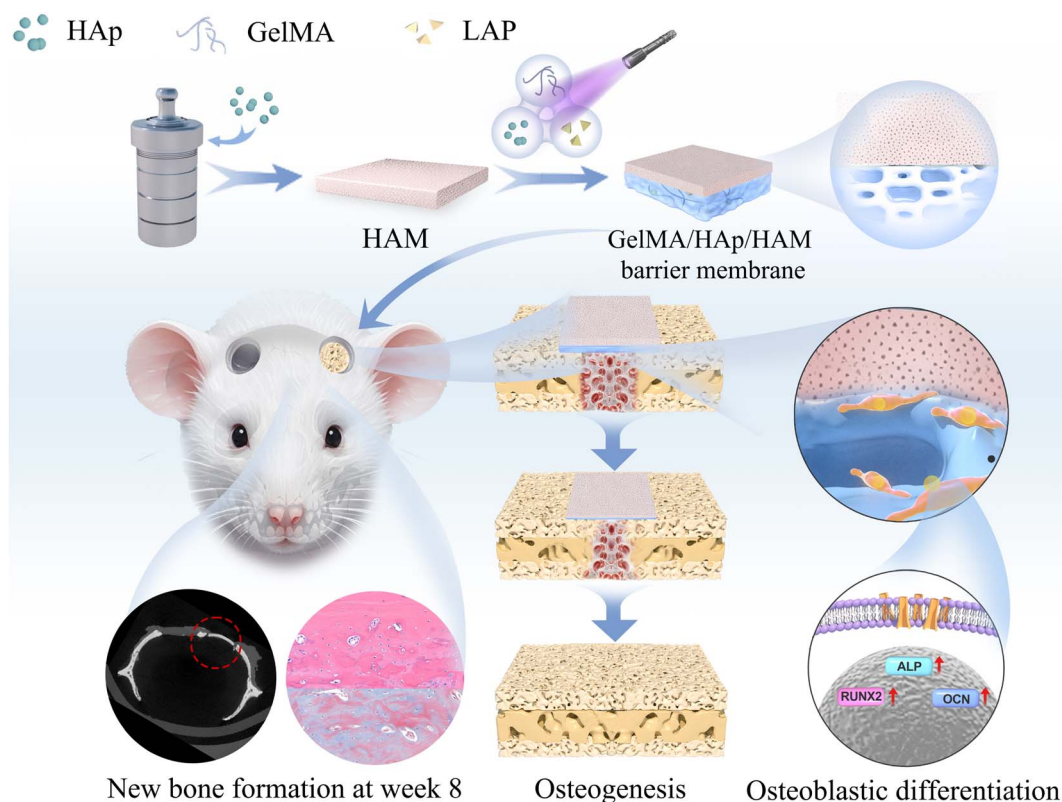 HAp
GelMA
LAP
HAM
GelMA/HAp/HAM
barrier membrane
ALP
RUNX2
OCN
New bone formation at week 8
Osteogenesis
Osteoblastic differentiation